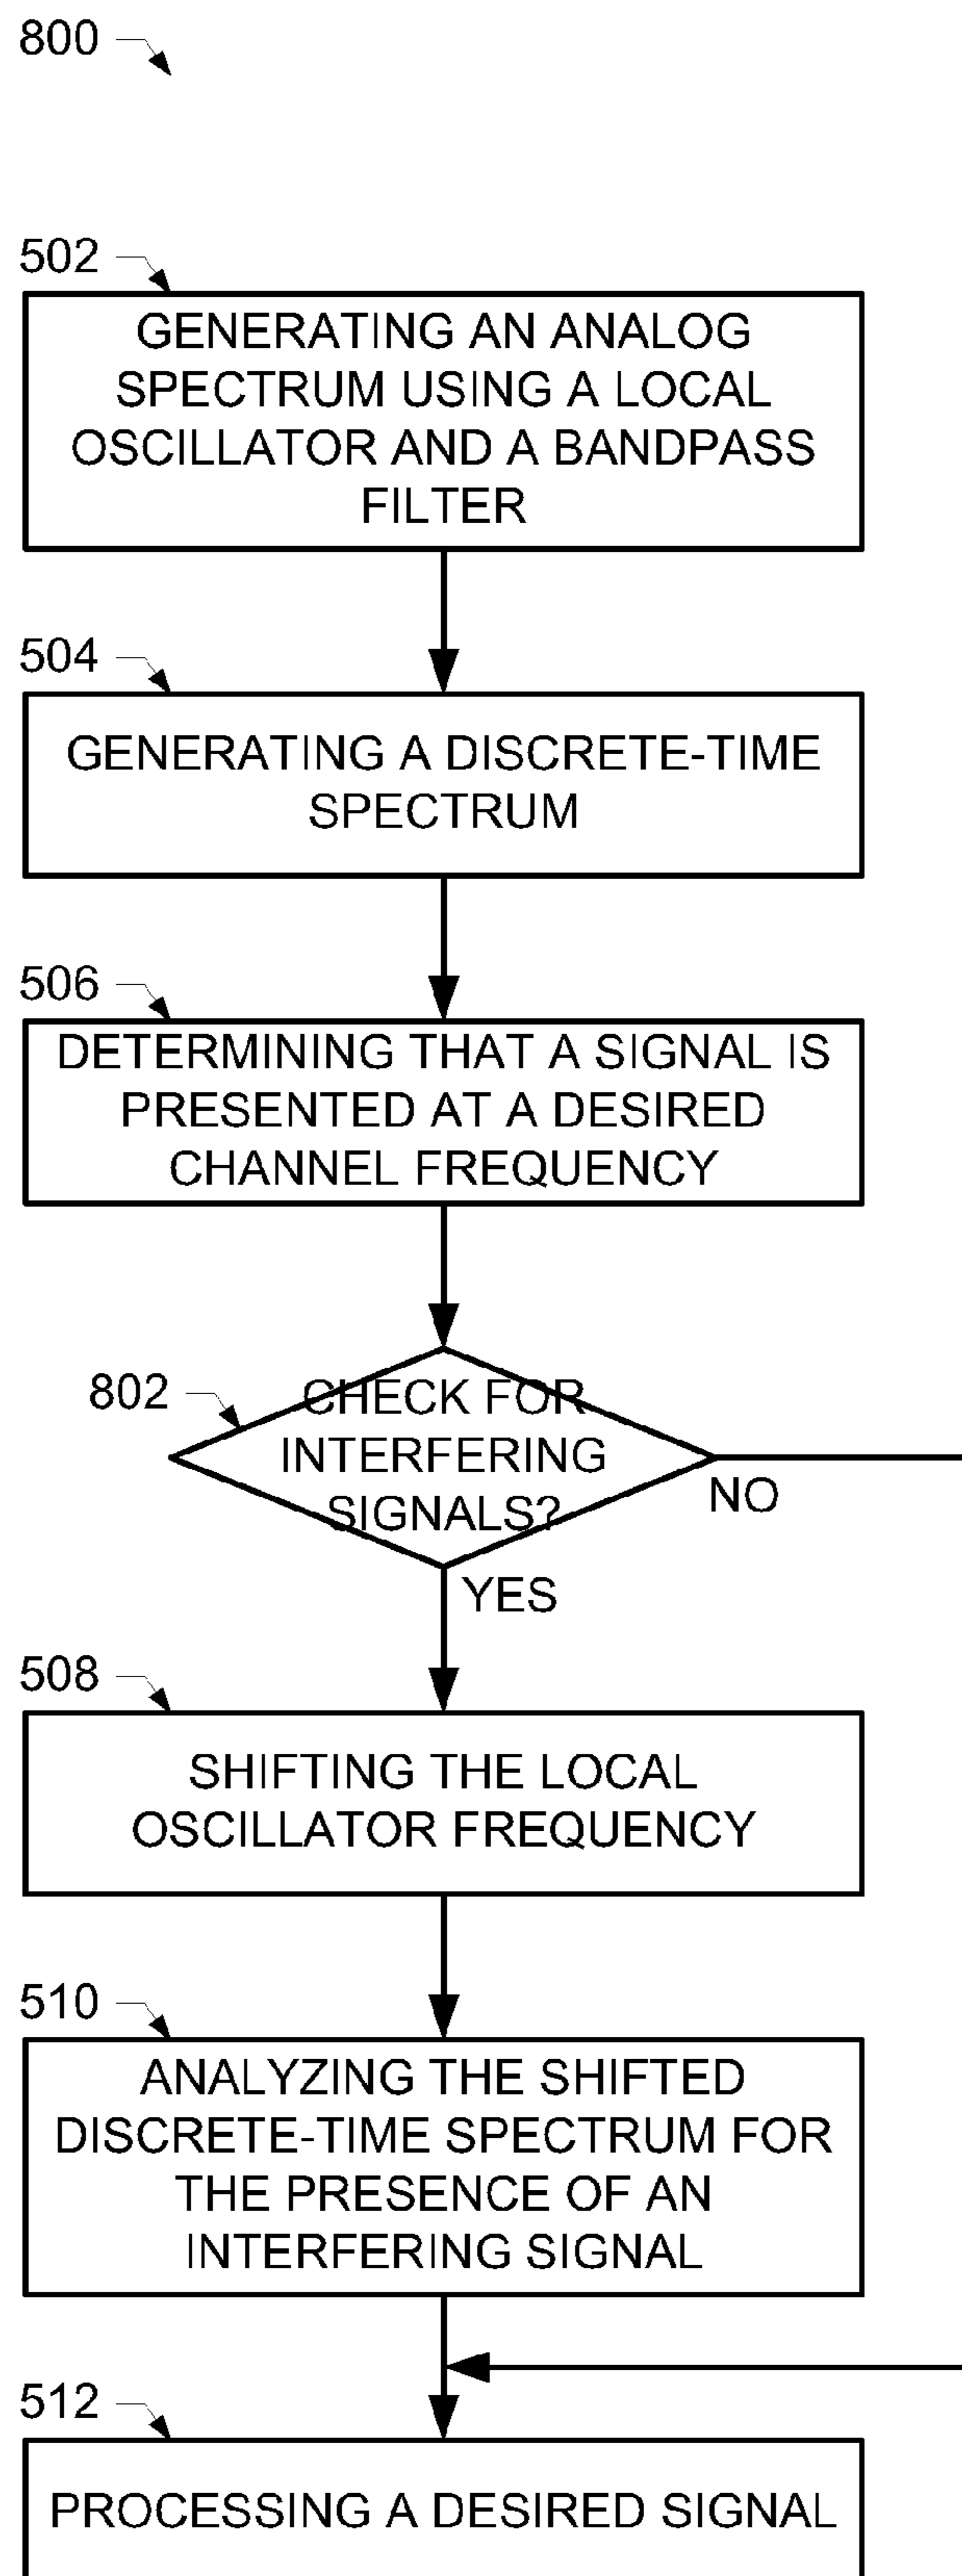 800
502
GENERATING AN ANALOG
SPECTRUM USING A LOCAL
OSCILLATOR AND A BANDPASS
FILTER
504
GENERATING A DISCRETE-TIME
SPECTRUM
506
DETERMINING THAT A SIGNAL IS
PRESENTED AT A DESIRED
CHANNEL FREQUENCY
802
CHECK FOR
INTERFERING
SIGNALS?
NO
YES
508
SHIFTING THE LOCAL
OSCILLATOR FREQUENCY
510
ANALYZING THE SHIFTED
DISCRETE-TIME SPECTRUM FOR
THE PRESENCE OF AN
INTERFERING SIGNAL
512
PROCESSING A DESIRED SIGNAL